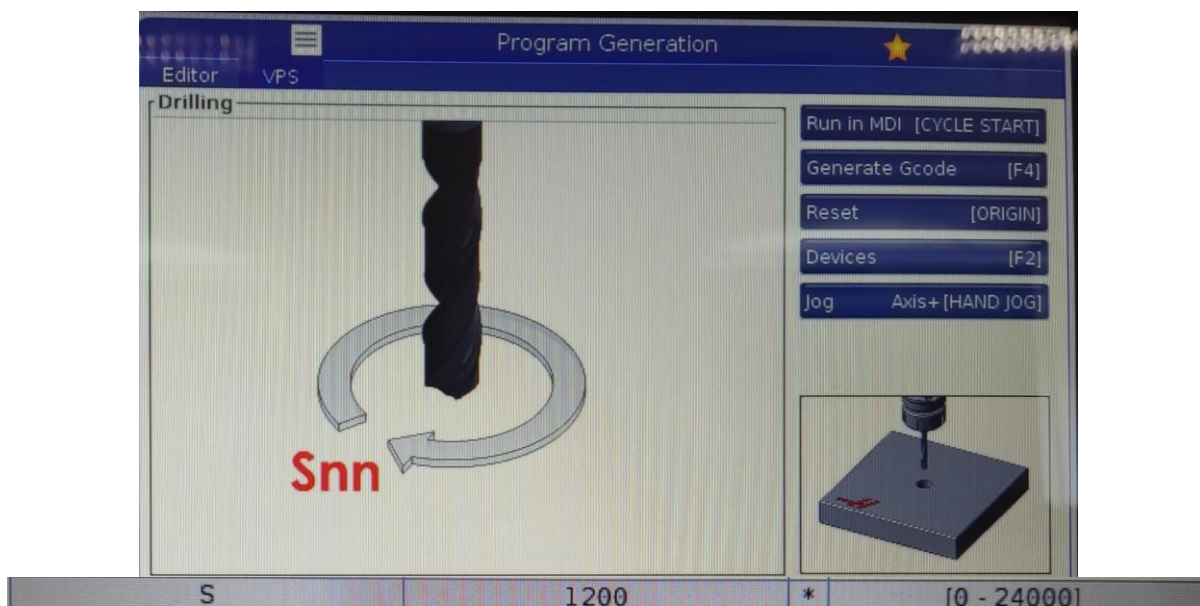 Program Generation
Editor VPS
Drilling
Run in MDI [CYCLE START]
Generate Gcode [F4]
Reset [ORIGIN]
Devices [F2]
Jog Axis+[HAND JOG]
Snn
S 1200 * [0 - 24000]